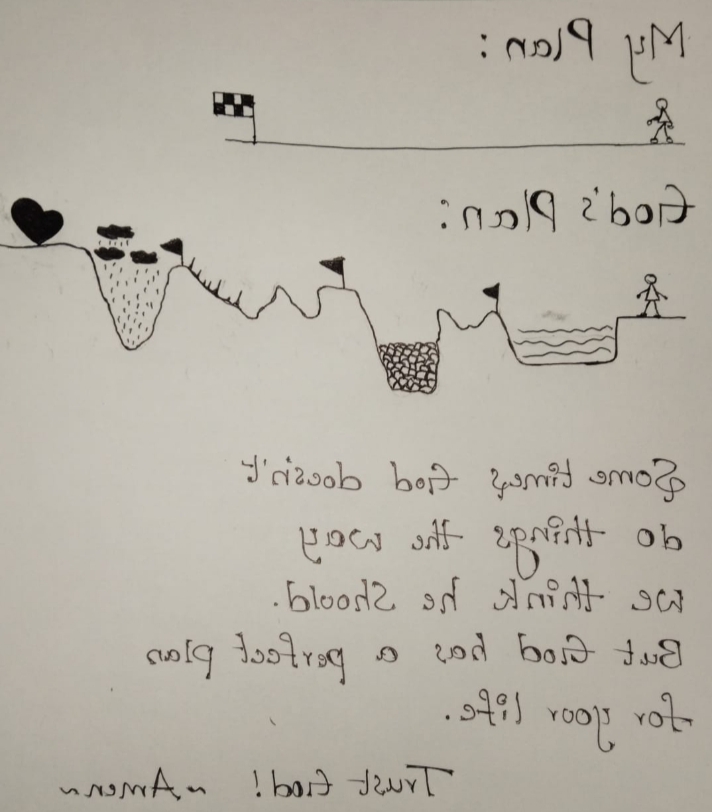 My Plan:
God's Plan:
Some times God doesn't
do things the way
we think he should.
But God has a perfect plan
for your life.
Trust God! ~ Amen ~